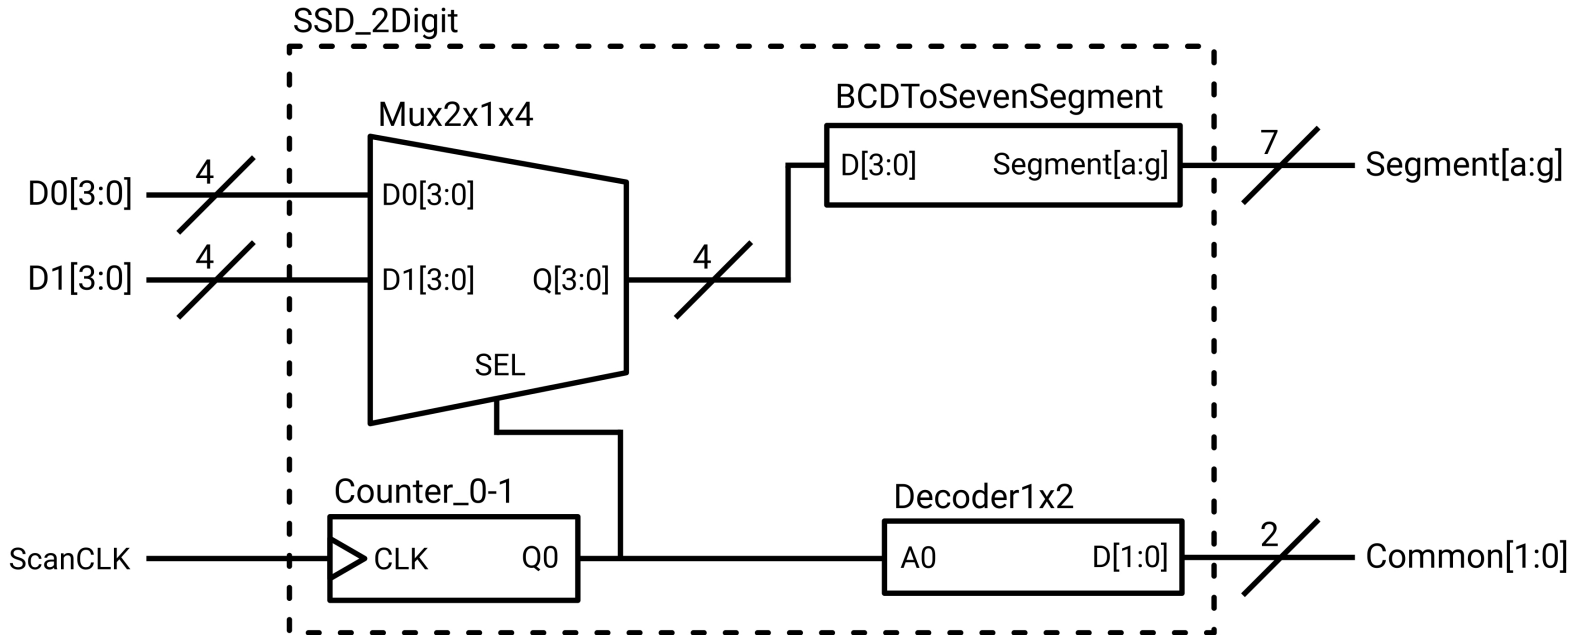 SSD_2Digit
Mux2x1x4
BCDToSevenSegment
D0[3:0]
4
D0[3:0]
D[3:0]
Segment[a:g]
7
Segment[a:g]
D1[3:0]
4
D1[3:0]
Q[3:0]
4
SEL
Counter_0-1
Decoder1x2
ScanCLK
CLK
Q0
A0
D[1:0]
2
Common[1:0]